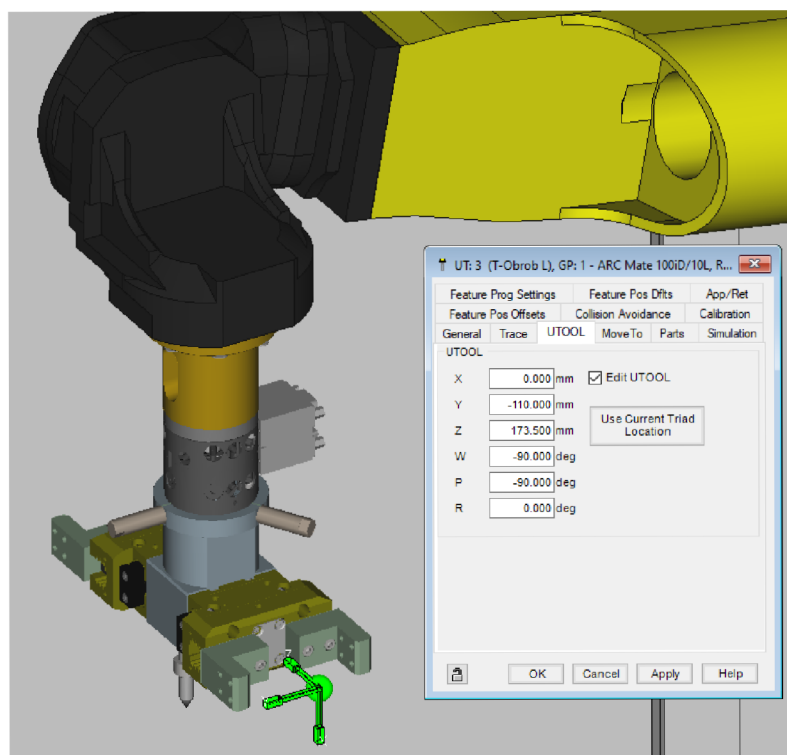 UT: 3 (T-Obrob L), GP: 1 - ARC Mate 100iD/10L, R...
Feature Prog Settings Feature Pos Dflts App/Ret
Feature Pos Offsets Collision Avoidance Calibration
General Trace UTOOL MoveTo Parts Simulation
UTOOL
X 0.000 mm Edit UTOOL
Y -110.000 mm
Z 173.500 mm
Use Current Triad
Location
W -90.000 deg
P -90.000 deg
R 0.000 deg
OK Cancel Apply Help